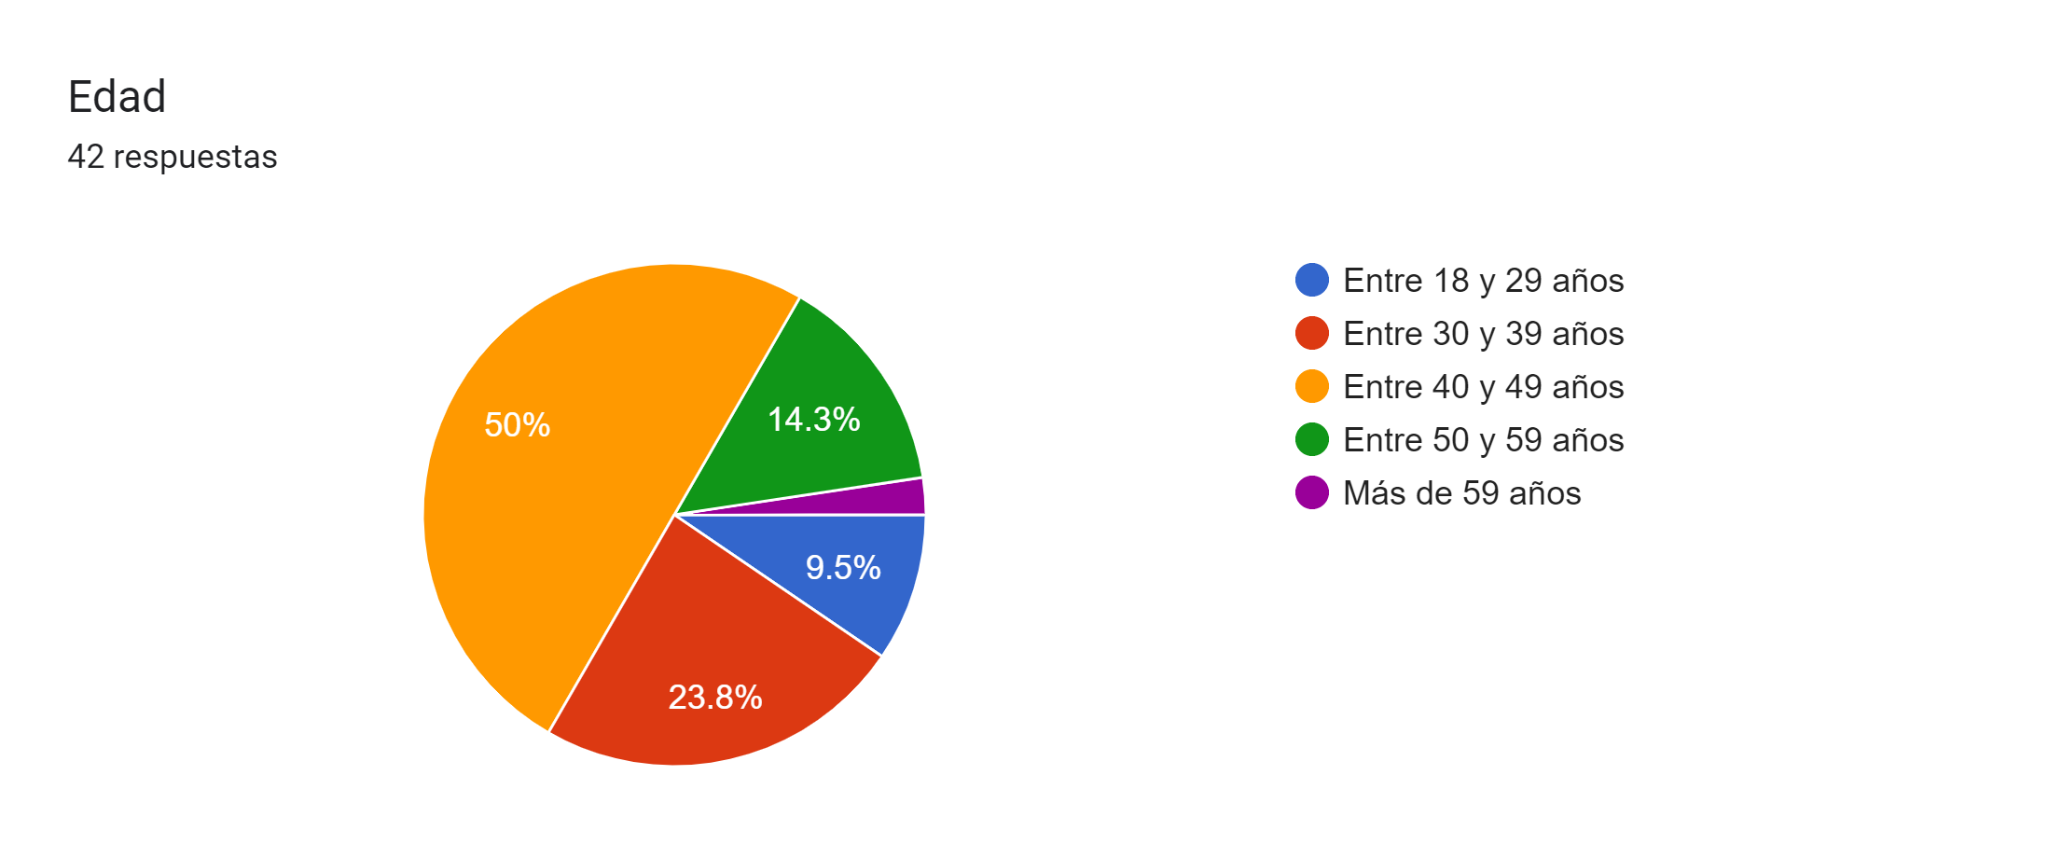 Edad
42 respuestas
50%
14.3%
9.5%
23.8%
Entre 18 y 29 años
Entre 30 y 39 años
Entre 40 y 49 años
Entre 50 y 59 años
Más de 59 años